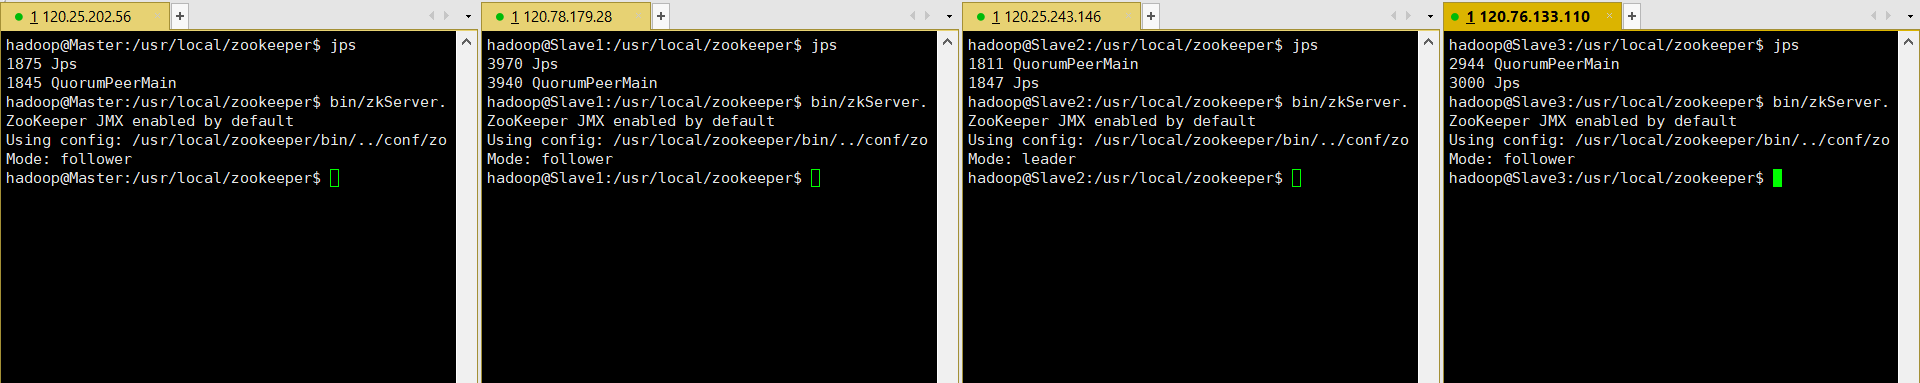 1 120.25.202.56
hadoop@Master:/usr/local/zookeeper$ jps
1875 Jps
1845 QuorumPeerMain
hadoop@Master:/usr/local/zookeeper$ bin/zkServer.
ZooKeeper JMX enabled by default
Using config: /usr/local/zookeeper/bin/../conf/zo
Mode: follower
hadoop@Master:/usr/local/zookeeper$
1 120.78.179.28
hadoop@Slave1:/usr/local/zookeeper$ jps
3970 Jps
3940 QuorumPeerMain
hadoop@Slave1:/usr/local/zookeeper$ bin/zkServer.
ZooKeeper JMX enabled by default
Using config: /usr/local/zookeeper/bin/../conf/zo
Mode: follower
hadoop@Slave1:/usr/local/zookeeper$
1 120.25.243.146
hadoop@Slave2:/usr/local/zookeeper$ jps
1811 QuorumPeerMain
1847 Jps
hadoop@Slave2:/usr/local/zookeeper$ bin/zkServer.
ZooKeeper JMX enabled by default
Using config: /usr/local/zookeeper/bin/../conf/zo
Mode: leader
hadoop@Slave2:/usr/local/zookeeper$
1 120.76.133.110
hadoop@Slave3:/usr/local/zookeeper$ jps
2944 QuorumPeerMain
3000 Jps
hadoop@Slave3:/usr/local/zookeeper$ bin/zkServer.
ZooKeeper JMX enabled by default
Using config: /usr/local/zookeeper/bin/../conf/zo
Mode: follower
hadoop@Slave3:/usr/local/zookeeper$